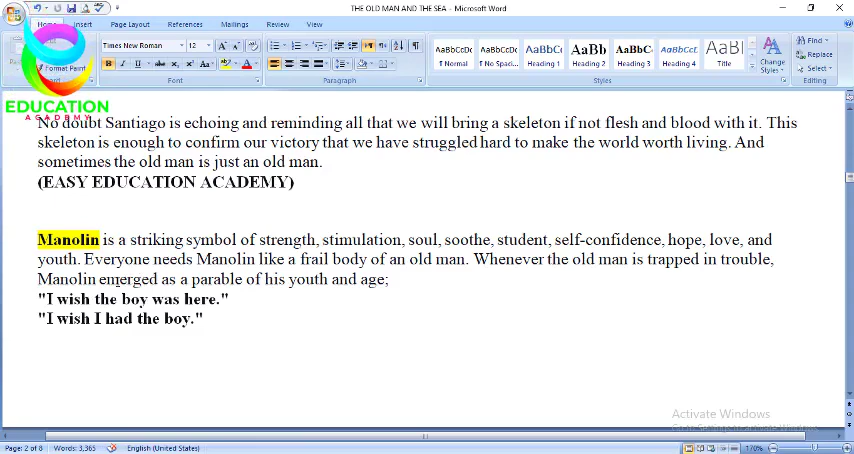 THE OLD MAN AND THE SEA - Microsoft Word
Home Insert Page Layout References Mailings Review View
Times New Roman 12
Format Paint
Font Paragraph Styles Editing
AaBbCcDc AaBbCcDc AaBbC AaBb AaBbC AaBbCcL AaBl
¶ Normal ¶ No Spaci... Heading 1 Heading 2 Heading 3 Heading 4 Title
Change Styles
Find
Replace
Select
EDUCATION
ACADEMY
No doubt Santiago is echoing and reminding all that we will bring a skeleton if not flesh and blood with it. This
skeleton is enough to confirm our victory that we have struggled hard to make the world worth living. And
sometimes the old man is just an old man.
(EASY EDUCATION ACADEMY)
Manolin is a striking symbol of strength, stimulation, soul, soothe, student, self-confidence, hope, love, and
youth. Everyone needs Manolin like a frail body of an old man. Whenever the old man is trapped in trouble,
Manolin emerged as a parable of his youth and age;
"I wish the boy was here."
"I wish I had the boy."
Activate Windows
Page: 2 of 8 Words: 3,365 English (United States) 170%